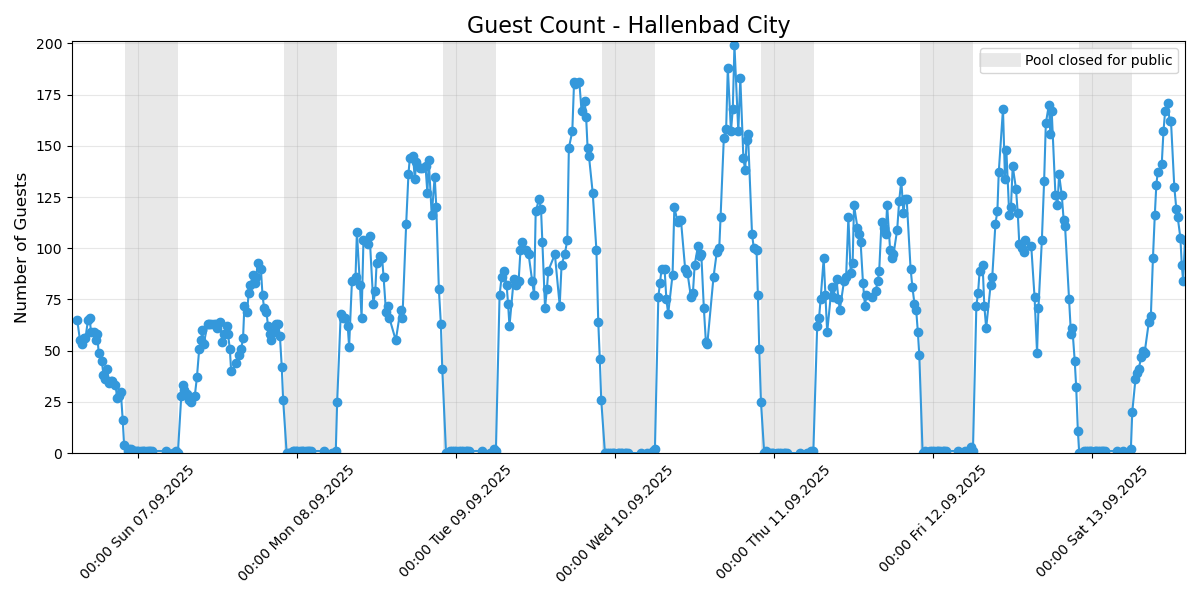 Guest Count - Hallenbad City
Pool closed for public
Number of Guests
200
175
150
125
100
75
50
25
0
00:00 Sun 07.09.2025
00:00 Mon 08.09.2025
00:00 Tue 09.09.2025
00:00 Wed 10.09.2025
00:00 Thu 11.09.2025
00:00 Fri 12.09.2025
00:00 Sat 13.09.2025